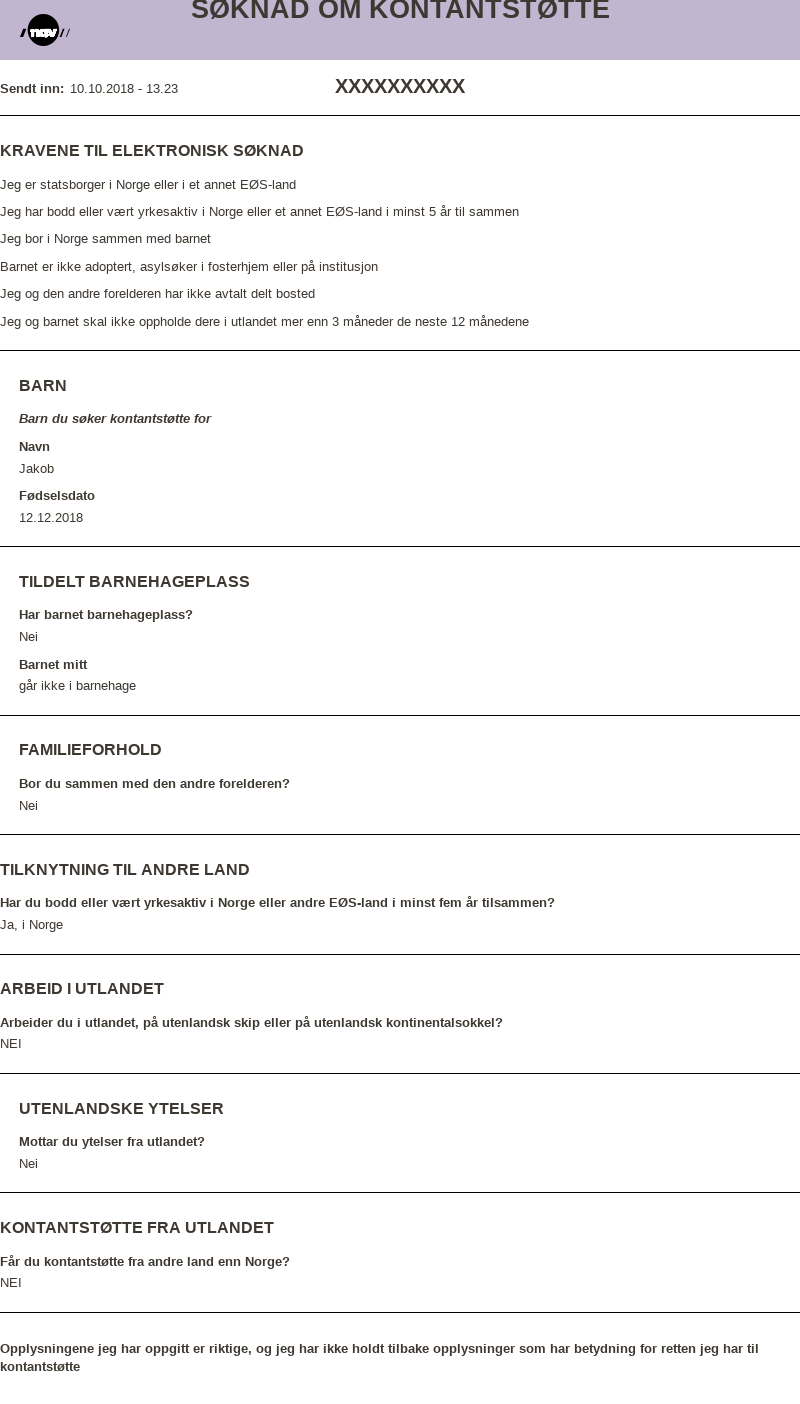 SØKNAD OM KONTANTSTØTTE
nav
Sendt inn: 10.10.2018 - 13.23
XXXXXXXXXX
KRAVENE TIL ELEKTRONISK SØKNAD
Jeg er statsborger i Norge eller i et annet EØS-land
Jeg har bodd eller vært yrkesaktiv i Norge eller et annet EØS-land i minst 5 år til sammen
Jeg bor i Norge sammen med barnet
Barnet er ikke adoptert, asylsøker i fosterhjem eller på institusjon
Jeg og den andre forelderen har ikke avtalt delt bosted
Jeg og barnet skal ikke oppholde dere i utlandet mer enn 3 måneder de neste 12 månedene
BARN
Barn du søker kontantstøtte for
Navn
Jakob
Fødselsdato
12.12.2018
TILDELT BARNEHAGEPLASS
Har barnet barnehageplass?
Nei
Barnet mitt
går ikke i barnehage
FAMILIEFORHOLD
Bor du sammen med den andre forelderen?
Nei
TILKNYTNING TIL ANDRE LAND
Har du bodd eller vært yrkesaktiv i Norge eller andre EØS-land i minst fem år tilsammen?
Ja, i Norge
ARBEID I UTLANDET
Arbeider du i utlandet, på utenlandsk skip eller på utenlandsk kontinentalsokkel?
NEI
UTENLANDSKE YTELSER
Mottar du ytelser fra utlandet?
Nei
KONTANTSTØTTE FRA UTLANDET
Får du kontantstøtte fra andre land enn Norge?
NEI
Opplysningene jeg har oppgitt er riktige, og jeg har ikke holdt tilbake opplysninger som har betydning for retten jeg har til
kontantstøtte